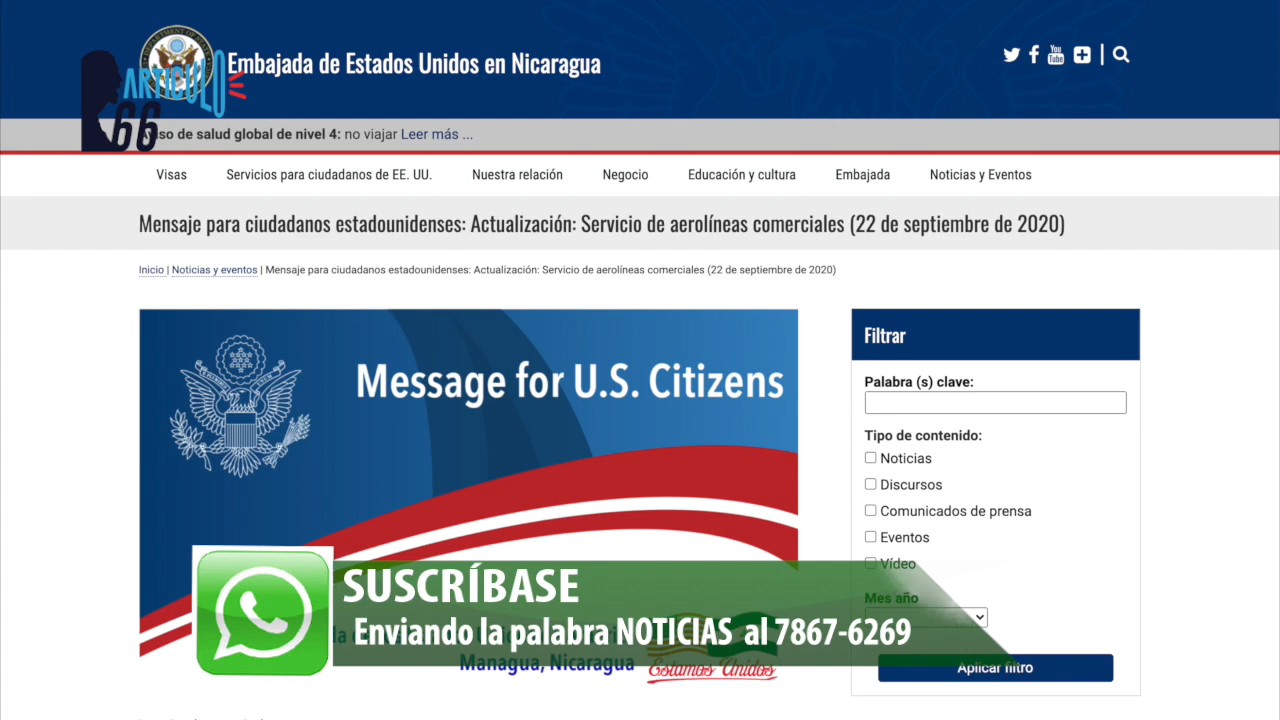 Embajada de Estados Unidos en Nicaragua
ARTICULO
66
Aviso de salud global de nivel 4: no viajar Leer más ...
Visas
Servicios para ciudadanos de EE. UU.
Nuestra relación
Negocio
Educación y cultura
Embajada
Noticias y Eventos
Mensaje para ciudadanos estadounidenses: Actualización: Servicio de aerolíneas comerciales (22 de septiembre de 2020)
Inicio | Noticias y eventos | Mensaje para ciudadanos estadounidenses: Actualización: Servicio de aerolíneas comerciales (22 de septiembre de 2020)
Message for U.S. Citizens
Filtrar
Palabra (s) clave:
Tipo de contenido:
Noticias
Discursos
Comunicados de prensa
Eventos
Vídeo
Mes año
Aplicar filtro
SUSCRÍBASE
Enviando la palabra NOTICIAS al 7867-6269
Managua, Nicaragua
Estamos Unidos